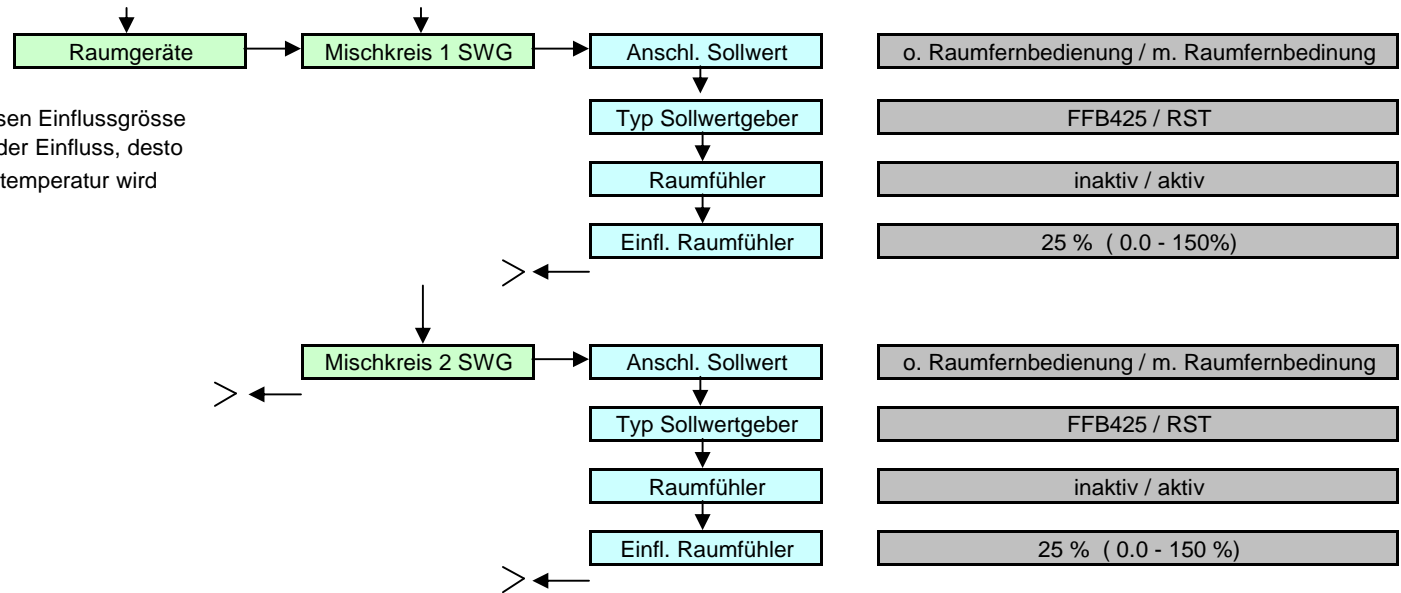 Raumgeräte
Mischkreis 1 SWG
Anschl. Sollwert
o. Raumfernbedienung / m. Raumfernbedinung
sen Einflussgrösse
der Einfluss, desto
temperatur wird
Typ Sollwertgeber
FFB425 / RST
Raumfühler
inaktiv / aktiv
Einfl. Raumfühler
25 % ( 0.0 - 150%)
Mischkreis 2 SWG
Anschl. Sollwert
o. Raumfernbedienung / m. Raumfernbedinung
Typ Sollwertgeber
FFB425 / RST
Raumfühler
inaktiv / aktiv
Einfl. Raumfühler
25 % ( 0.0 - 150 %)